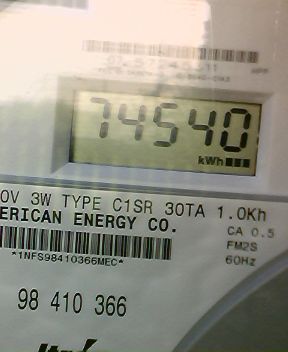 74540
kWh
0V 3W TYPE C1SR 30TA 1.0Kh
ERICAN ENERGY CO.
CA 0.5
FM2S
*1NFS98410366MEC*
60Hz
98 410 366